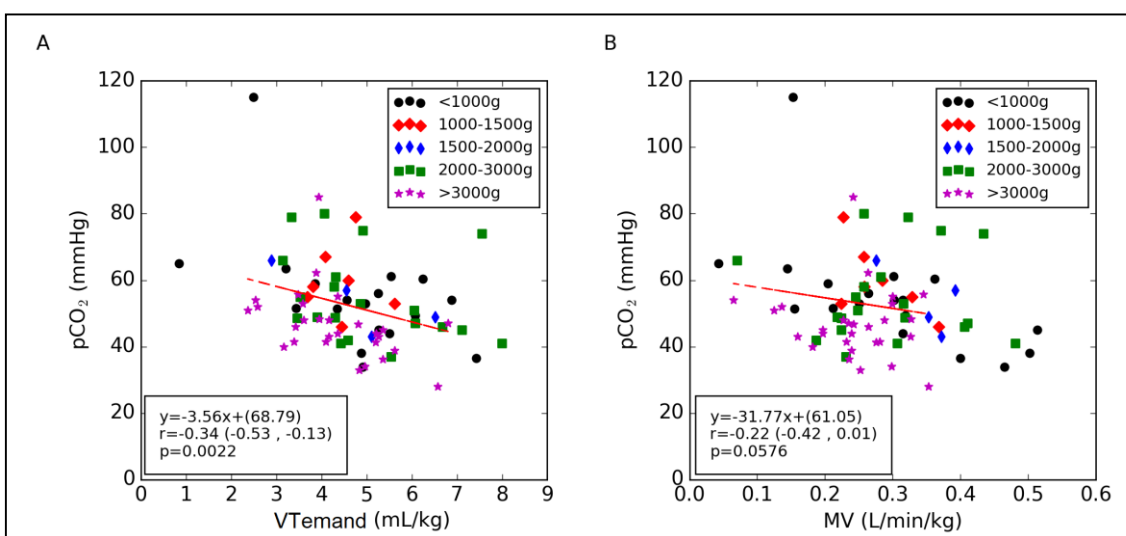 A
B
120
100
80
60
40
20
0
pCO₂ (mmHg)
<1000g
1000-1500g
1500-2000g
2000-3000g
>3000g
y=-3.56x+(68.79)
r=-0.34 (-0.53 , -0.13)
p=0.0022
0 1 2 3 4 5 6 7 8 9
VTemand (mL/kg)
120
100
80
60
40
20
0
pCO₂ (mmHg)
<1000g
1000-1500g
1500-2000g
2000-3000g
>3000g
y=-31.77x+(61.05)
r=-0.22 (-0.42 , 0.01)
p=0.0576
0.0 0.1 0.2 0.3 0.4 0.5 0.6
MV (L/min/kg)